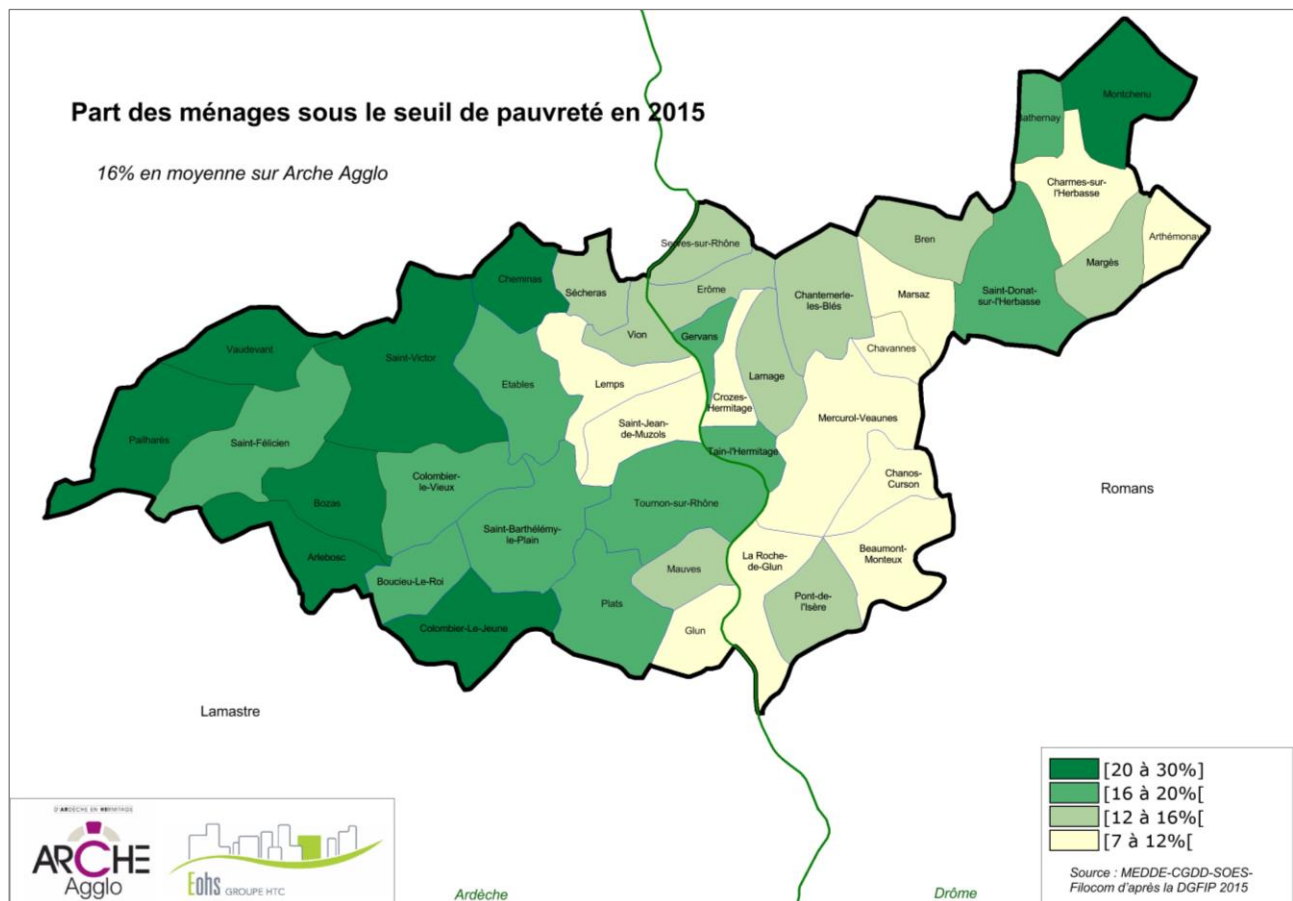 Part des ménages sous le seuil de pauvreté en 2015
16% en moyenne sur Arche Agglo
Montchenu
Bathernay
Charmes-sur-
l'Herbasse
Arthémonay
Margès
Bren
Saint-Donat-
sur-l'Herbasse
Serves-sur-Rhône
Erôme
Chantemerle-
les-Blés
Marsaz
Chavannes
Gervans
Larnage
Crozes-
Hermitage
Mercurol-Veaunes
Tain-l'Hermitage
Chanos-
Curson
Beaumont-
Monteux
La Roche-
de-Glun
Pont-de-
l'Isère
Cheminas
Sécheras
Vion
Vaudevant
Saint-Victor
Etables
Lemps
Saint-Jean-
de-Muzols
Pailharès
Saint-Félicien
Colombier-
le-Vieux
Bozas
Arlebosc
Saint-Barthélémy-
le-Plain
Tournon-sur-Rhône
Boucieu-Le-Roi
Colombier-Le-Jeune
Plats
Mauves
Glun
Romans
Lamastre
Ardèche
Drôme
[20 à 30%]
[16 à 20%[
[12 à 16%[
[7 à 12%[
Source : MEDDE-CGDD-SOES-
Filocom d'après la DGFIP 2015
D'ARDÈCHE EN HERMITAGE
ARCHE
Agglo
Eohs GROUPE HTC